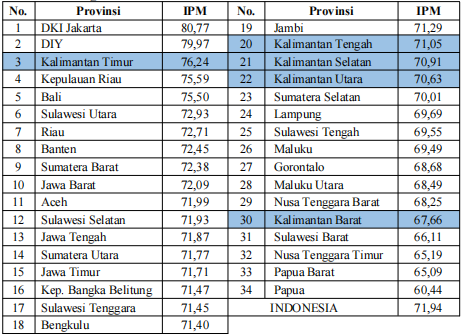 No. Provinsi IPM No. Provinsi IPM
1 DKI Jakarta 80,77 19 Jambi 71,29
2 DIY 79,97 20 Kalimantan Tengah 71,05
3 Kalimantan Timur 76,24 21 Kalimantan Selatan 70,91
4 Kepulauan Riau 75,59 22 Kalimantan Utara 70,63
5 Bali 75,50 23 Sumatera Selatan 70,01
6 Sulawesi Utara 72,93 24 Lampung 69,69
7 Riau 72,71 25 Sulawesi Tengah 69,55
8 Banten 72,45 26 Maluku 69,49
9 Sumatera Barat 72,38 27 Gorontalo 68,68
10 Jawa Barat 72,09 28 Maluku Utara 68,49
11 Aceh 71,99 29 Nusa Tenggara Barat 68,25
12 Sulawesi Selatan 71,93 30 Kalimantan Barat 67,66
13 Jawa Tengah 71,87 31 Sulawesi Barat 66,11
14 Sumatera Utara 71,77 32 Nusa Tenggara Timur 65,19
15 Jawa Timur 71,71 33 Papua Barat 65,09
16 Kep. Bangka Belitung 71,47 34 Papua 60,44
17 Sulawesi Tenggara 71,45 INDONESIA 71,94
18 Bengkulu 71,40